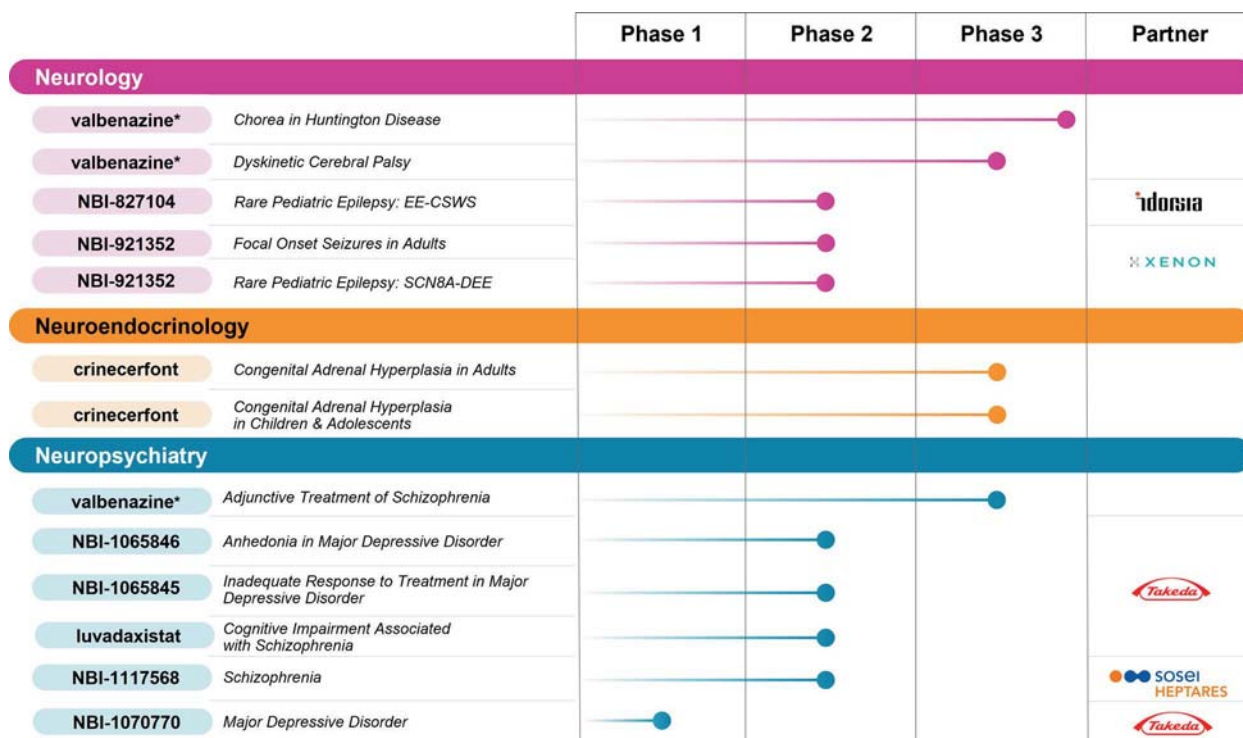 Phase 1 Phase 2 Phase 3 Partner
Neurology
valbenazine* Chorea in Huntington Disease
valbenazine* Dyskinetic Cerebral Palsy
NBI-827104 Rare Pediatric Epilepsy: EE-CSWS idorsia
NBI-921352 Focal Onset Seizures in Adults
XENON
NBI-921352 Rare Pediatric Epilepsy: SCN8A-DEE
Neuroendocrinology
crinecerfont Congenital Adrenal Hyperplasia in Adults
crinecerfont Congenital Adrenal Hyperplasia
in Children & Adolescents
Neuropsychiatry
valbenazine* Adjunctive Treatment of Schizophrenia
NBI-1065846 Anhedonia in Major Depressive Disorder
NBI-1065845 Inadequate Response to Treatment in Major
Depressive Disorder
Takeda
luvadaxistat Cognitive Impairment Associated
with Schizophrenia
NBI-1117568 Schizophrenia sosei
HEPTARES
NBI-1070770 Major Depressive Disorder Takeda